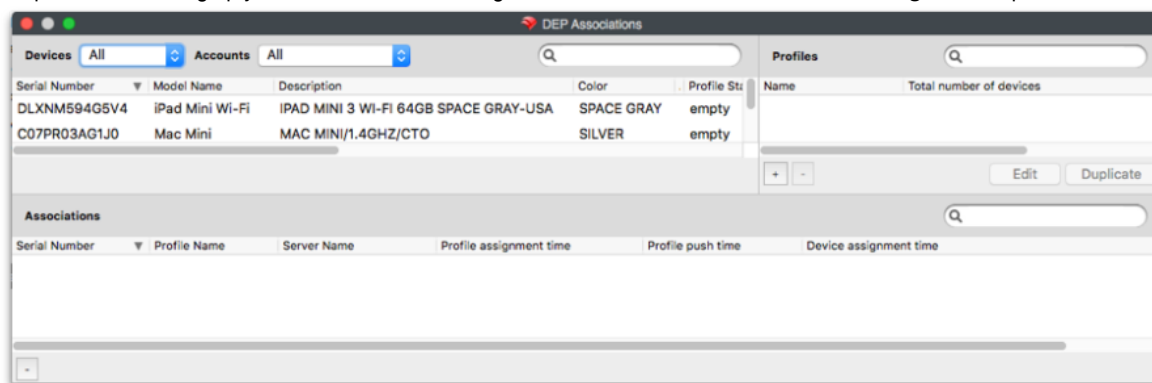 DEP Associations
Devices All Accounts All
Profiles
Serial Number Model Name Description Color Profile Sta
DLXNM594G5V4 iPad Mini Wi-Fi IPAD MINI 3 WI-FI 64GB SPACE GRAY-USA SPACE GRAY empty
C07PR03AG1J0 Mac Mini MAC MINI/1.4GHZ/CTO SILVER empty
Name Total number of devices
+ - Edit Duplicate
Associations
Serial Number Profile Name Server Name Profile assignment time Profile push time Device assignment time
-